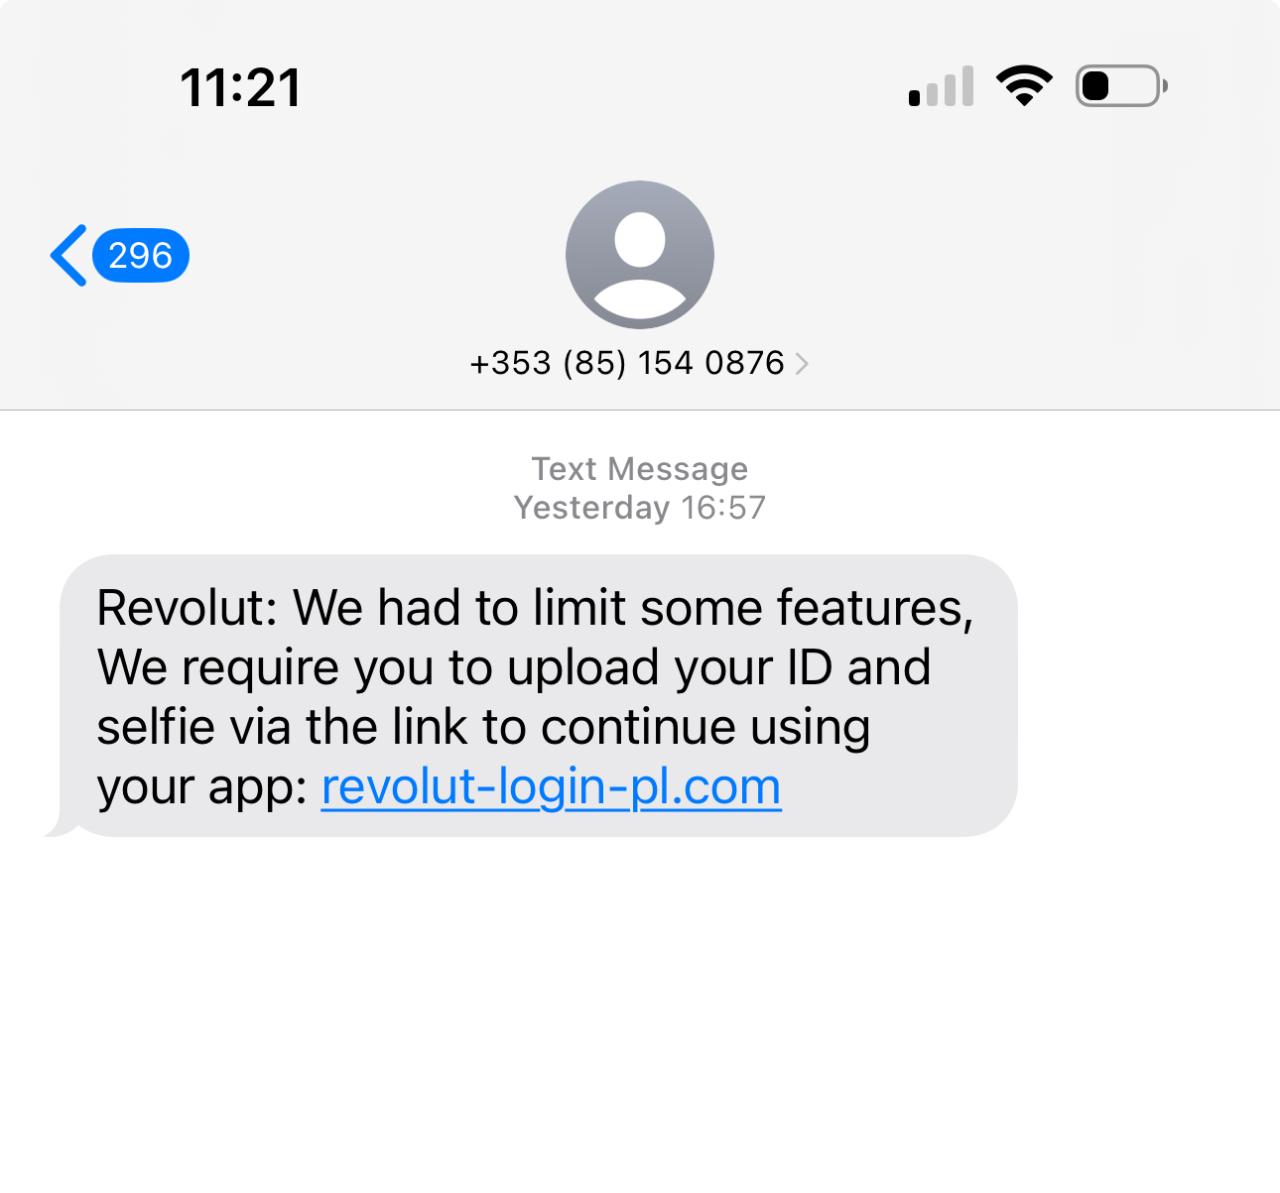 11:21
296
+353 (85) 154 0876
Text Message
Yesterday 16:57
Revolut: We had to limit some features,
We require you to upload your ID and
selfie via the link to continue using
your app: revolut-login-pl.com